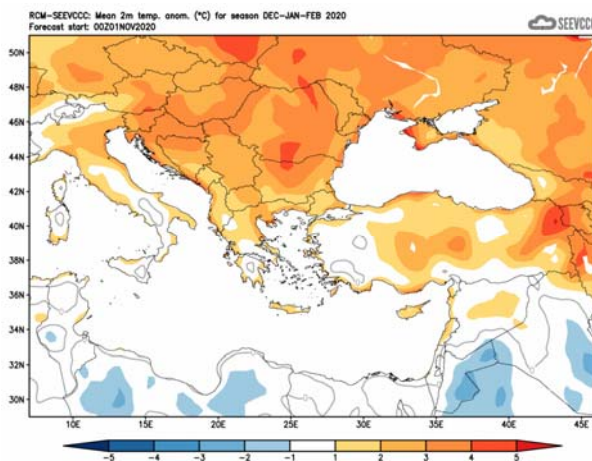 RCM-SEEVCCC: Mean 2m temp. anom. (°C) for season DEC-JAN-FEB 2020
Forecast start: 00Z01NOV2020
SEEVCCC
50N
48N
46N
44N
42N
40N
38N
36N
34N
32N
30N
10E 15E 20E 25E 30E 35E 40E 45E
-5 -4 -3 -2 -1 1 2 3 4 5